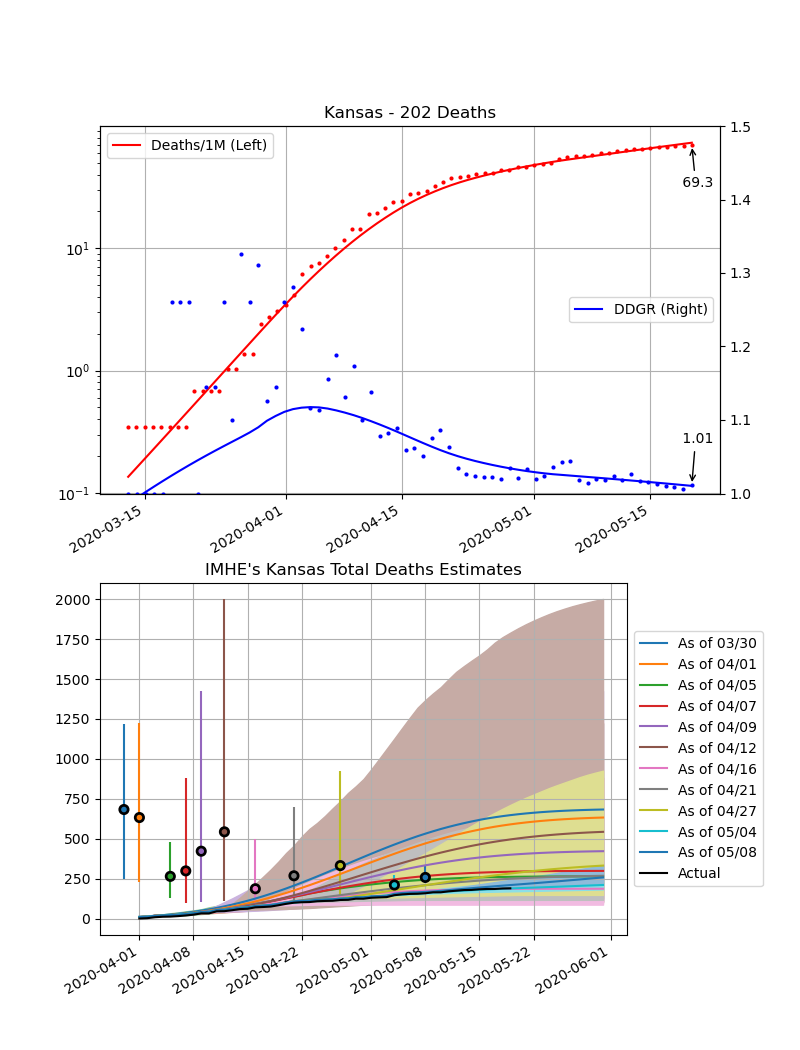 Kansas - 202 Deaths
Deaths/1M (Left)
1.5
69.3
1.4
10¹
1.3
DDGR (Right)
1.2
10⁰
1.01
1.1
10⁻¹
1.0
2020-03-15
2020-04-01
2020-04-15
2020-05-01
2020-05-15
IMHE's Kansas Total Deaths Estimates
2000
1750
1500
1250
1000
750
500
250
0
As of 03/30
As of 04/01
As of 04/05
As of 04/07
As of 04/09
As of 04/12
As of 04/16
As of 04/21
As of 04/27
As of 05/04
As of 05/08
Actual
2020-04-01
2020-04-08
2020-04-15
2020-04-22
2020-05-01
2020-05-08
2020-05-15
2020-05-22
2020-06-01